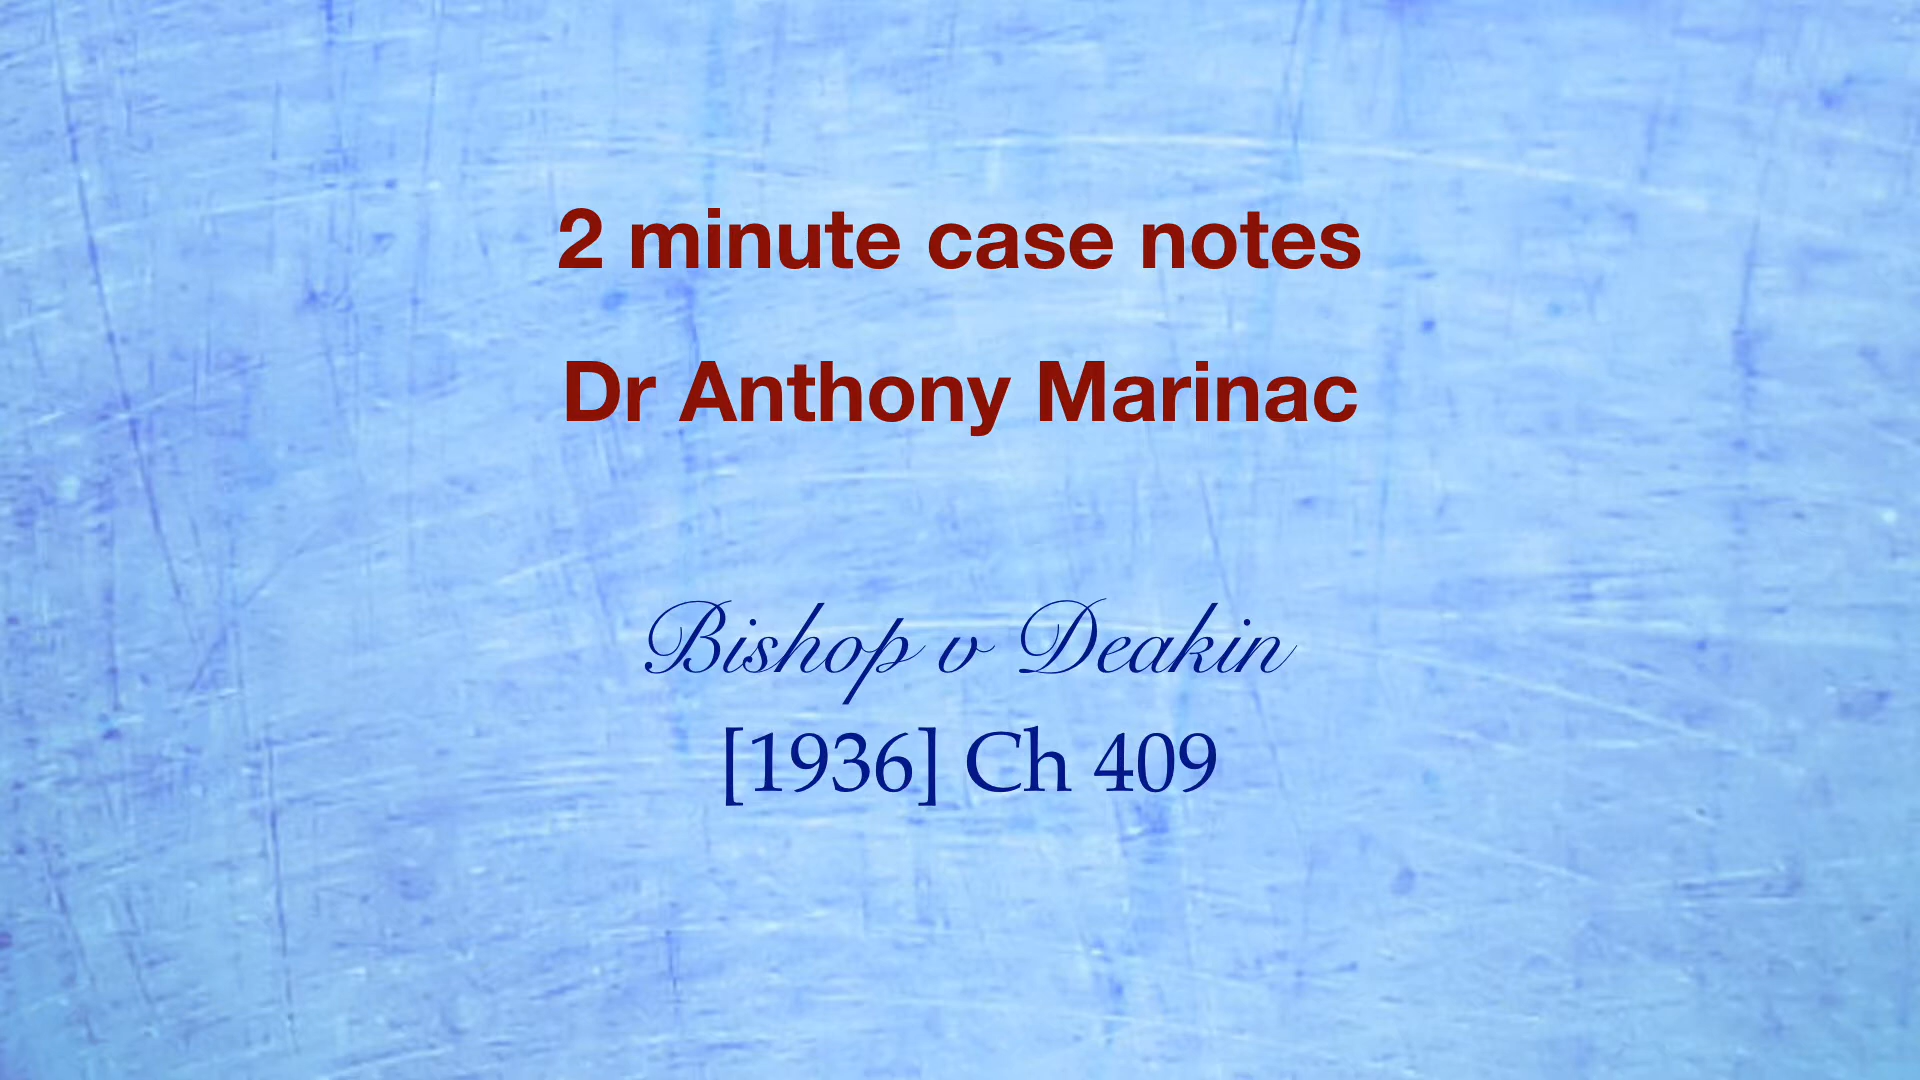 2 minute case notes
Dr Anthony Marinac
Bishop v Deakin
[1936] Ch 409